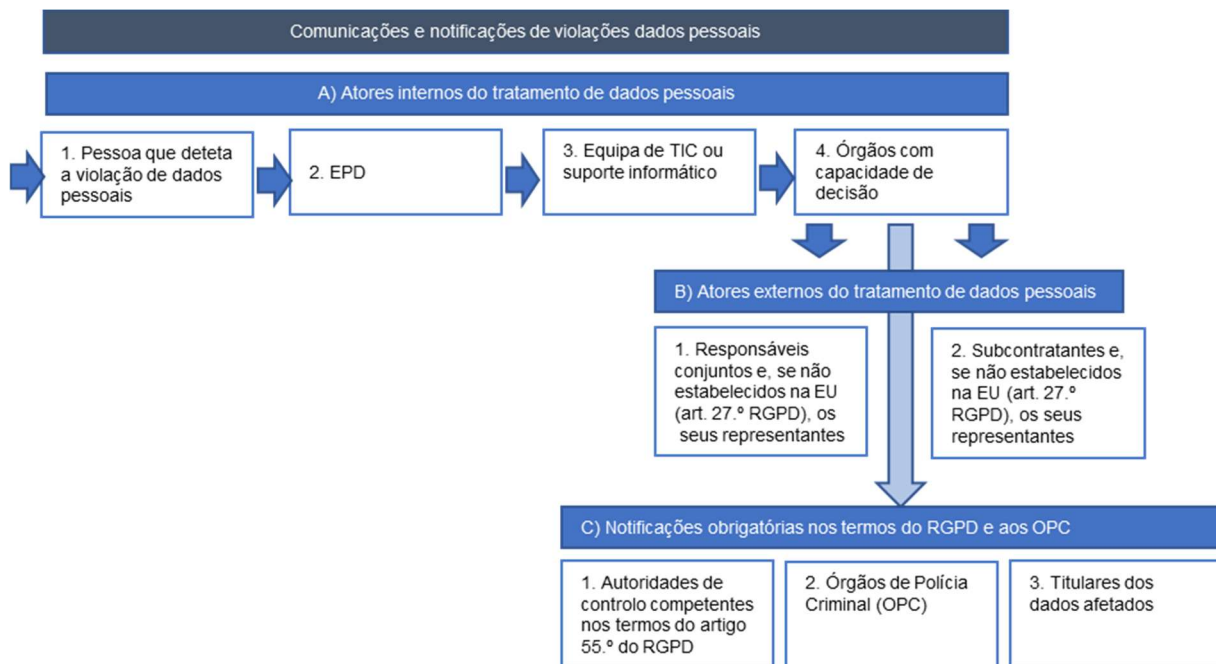 Comunicações e notificações de violações dados pessoais
A) Atores internos do tratamento de dados pessoais
1. Pessoa que deteta
a violação de dados
pessoais
2. EPD
3. Equipa de TIC ou
suporte informático
4. Órgãos com
capacidade de
decisão
B) Atores externos do tratamento de dados pessoais
1. Responsáveis
conjuntos e, se não
estabelecidos na EU
(art. 27.º RGPD), os
seus representantes
2. Subcontratantes e,
se não estabelecidos
na EU (art. 27.º
RGPD), os seus
representantes
C) Notificações obrigatórias nos termos do RGPD e aos OPC
1. Autoridades de
controlo competentes
nos termos do artigo
55.º do RGPD
2. Órgãos de Polícia
Criminal (OPC)
3. Titulares dos
dados afetados